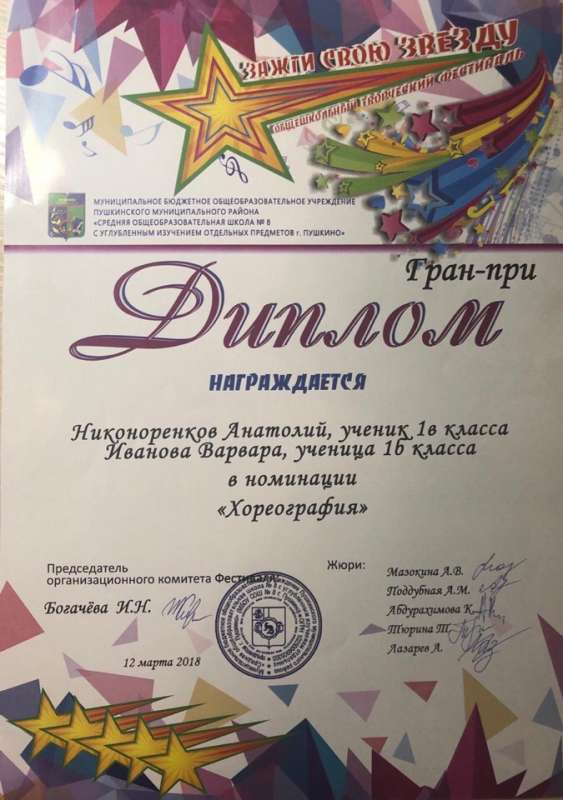 ЗАЖГИ СВОЮ ЗВЕЗДУ
ОБЩЕШКОЛЬНЫЙ ТВОРЧЕСКИЙ ФЕСТИВАЛЬ
МУНИЦИПАЛЬНОЕ БЮДЖЕТНОЕ ОБЩЕОБРАЗОВАТЕЛЬНОЕ УЧРЕЖДЕНИЕ
ПУШКИНСКОГО МУНИЦИПАЛЬНОГО РАЙОНА
«СРЕДНЯЯ ОБЩЕОБРАЗОВАТЕЛЬНАЯ ШКОЛА № 8
С УГЛУБЛЕННЫМ ИЗУЧЕНИЕМ ОТДЕЛЬНЫХ ПРЕДМЕТОВ г. ПУШКИНО»
Гран-при
Диплом
НАГРАЖДАЕТСЯ
Никоноренков Анатолий, ученик 1в класса
Иванова Варвара, ученица 1б класса
в номинации
«Хореография»
Председатель
организационного комитета Фестиваля:
Богачёва И.Н.
12 марта 2018
Жюри:
Мазокина А.В.
Поддубная А.М.
Абдурахимова К.
Тюрина Т.
Лазарев А.